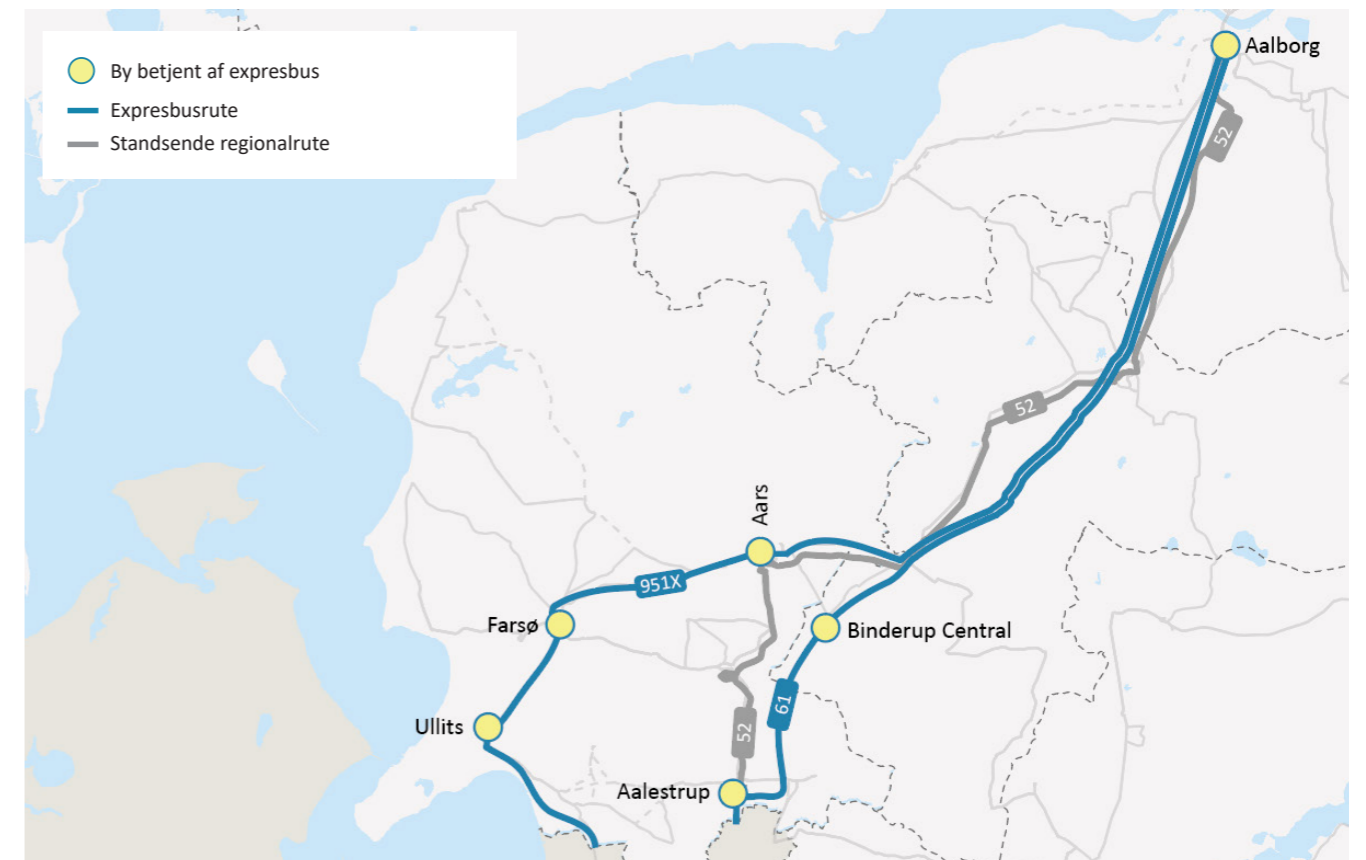 By betjent af expresbus
Expresbusrute
Standsende regionalrute
Aalborg
52
52
Aars
951X
Farsø
Binderup Central
61
Ullits
52
Aalestrup